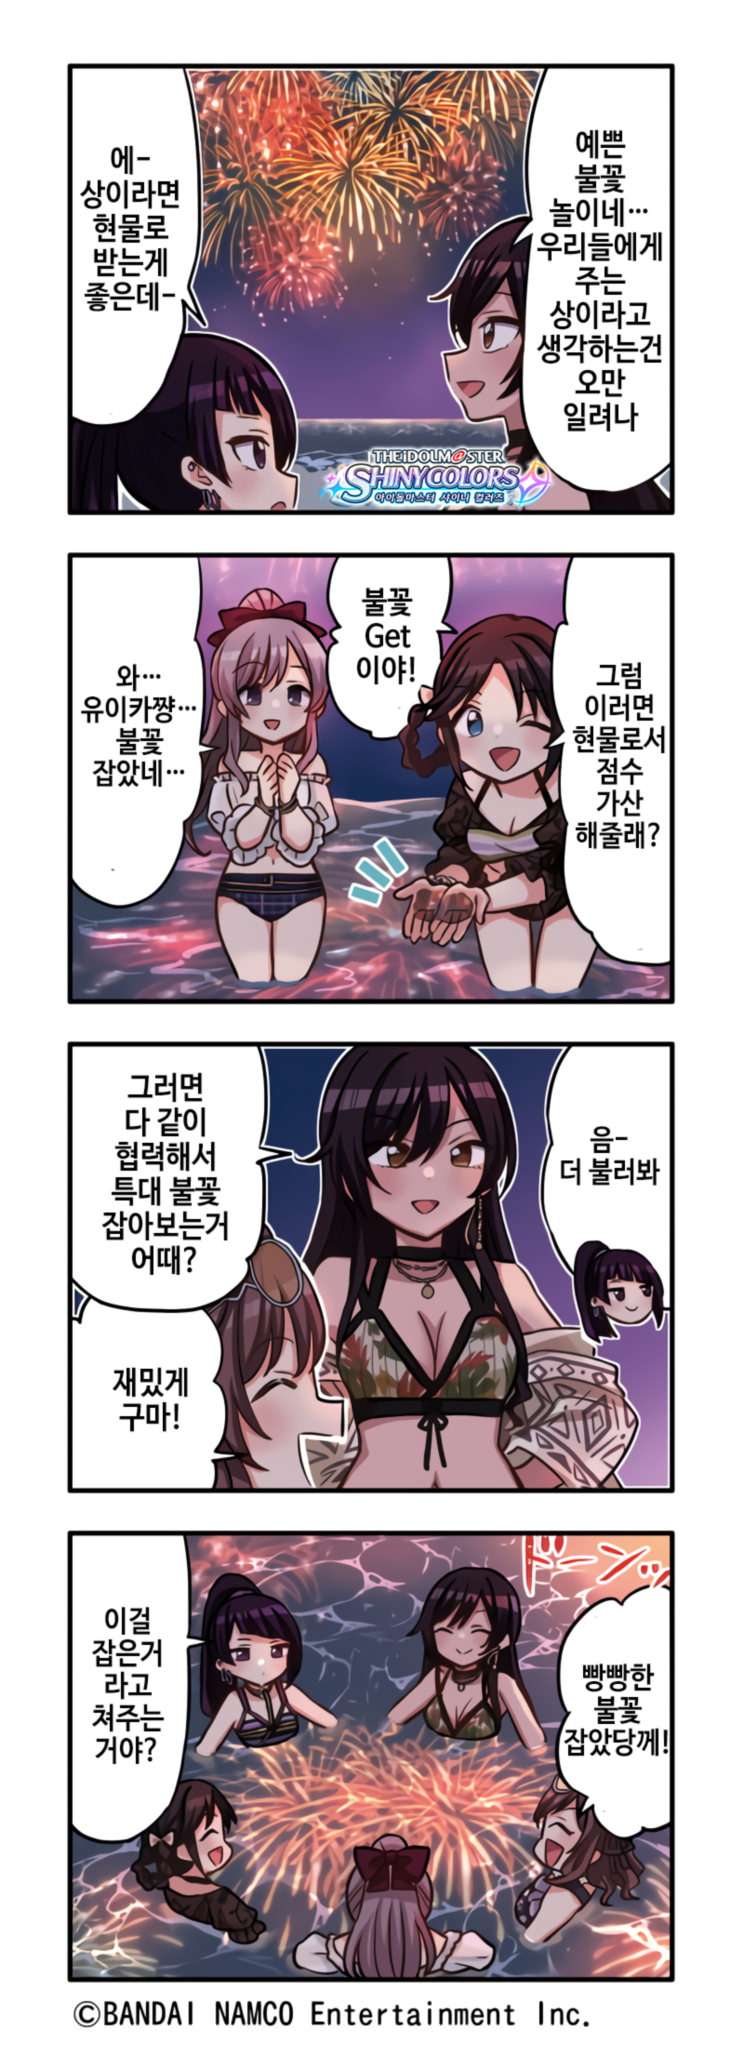 예쁜
불꽃
놀이네…
우리들에게
주는
상이라고
생각하는건
오만
일려나
에-
상이라면
현물로
받는게
좋은데-
THE iDOLM@STER
SHINYCOLORS
아이돌마스터 샤이니 컬러즈
그럼
이러면
현물로서
점수
가산
해줄래?
불꽃
Get
이야!
와…
유이카쨩…
불꽃
잡았네…
음-
더 불러봐
그러면
다 같이
협력해서
특대 불꽃
잡아보는거
어때?
재밌게
구마!
ドーンッ
빵빵한
불꽃
잡았당께!
이걸
잡은거
라고
쳐주는
거야?
©BANDAI NAMCO Entertainment Inc.